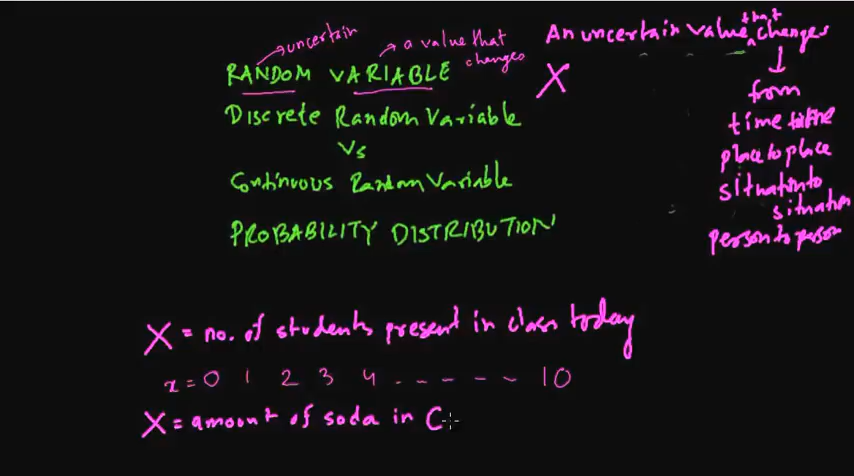 uncertain
a value that
changes
RANDOM VARIABLE
Discrete Random Variable
Vs
Continuous Random Variable
PROBABILITY DISTRIBUTION
An uncertain value that changes
X
from
time to time
place to place
situation to
situation
person to person
X = no. of students present in class today
x = 0 1 2 3 4 - - - - - 10
X = amount of soda in C